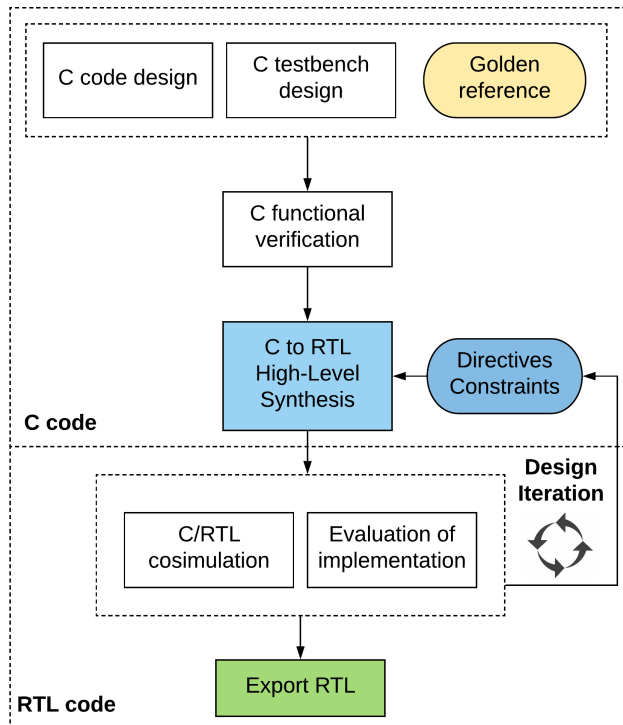 C code design
C testbench
design
Golden
reference
C functional
verification
C to RTL
High-Level
Synthesis
Directives
Constraints
C code
Design
Iteration
C/RTL
cosimulation
Evaluation of
implementation
Export RTL
RTL code